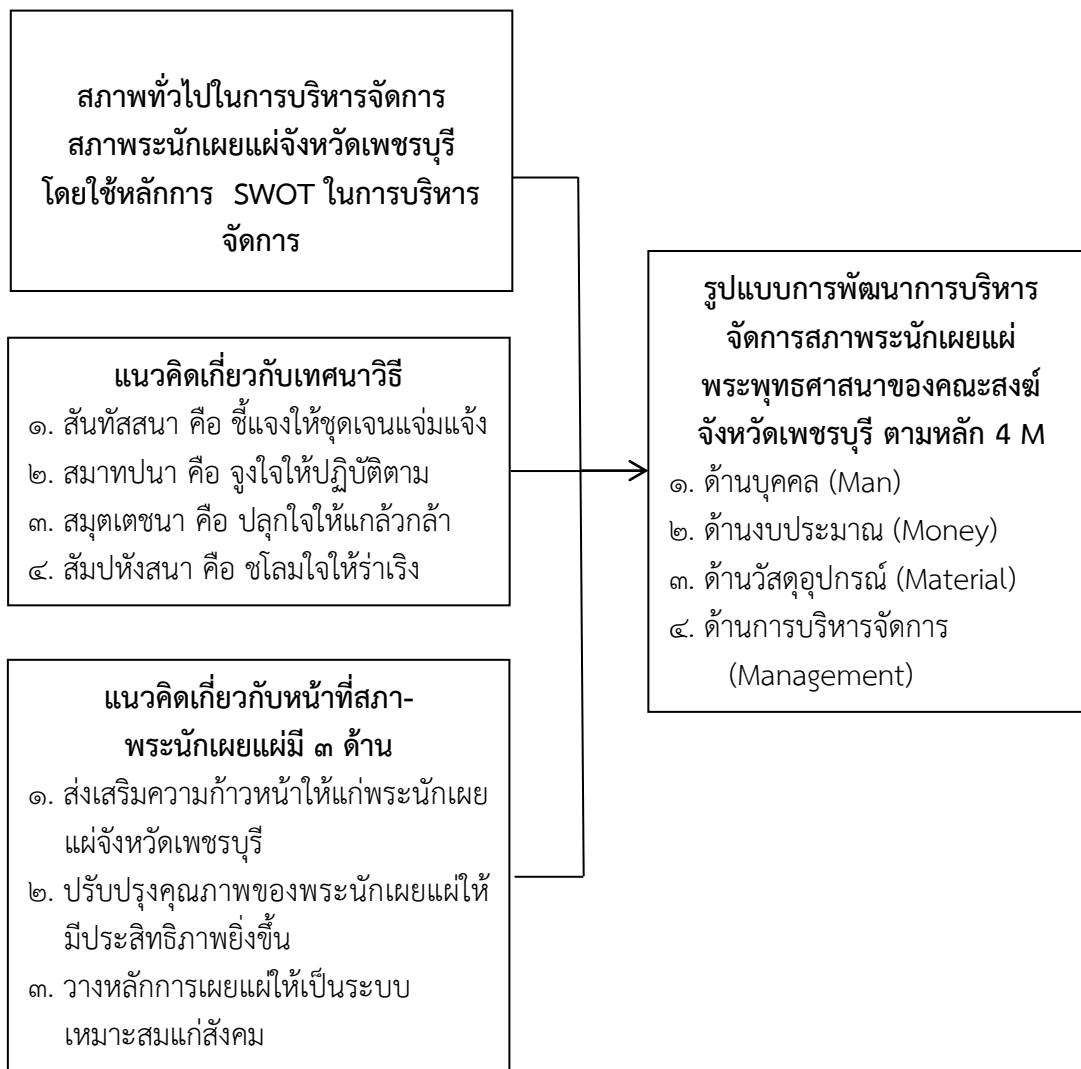 สภาพทั่วไปในการบริหารจัดการ
สภาพระนักเผยแผ่จังหวัดเพชรบุรี
โดยใช้หลักการ SWOT ในการบริหาร
จัดการ
แนวคิดเกี่ยวกับเทศนาวิธี
๑. สันทัสสนา คือ ชี้แจงให้ชุดเจนแจ่มแจ้ง
๒. สมาทปนา คือ จูงใจให้ปฏิบัติตาม
๓. สมุตเตชนา คือ ปลุกใจให้แกล้วกล้า
๔. สัมปหังสนา คือ ชโลมใจให้ร่าเริง
แนวคิดเกี่ยวกับหน้าที่สภา-
พระนักเผยแผ่มี ๓ ด้าน
๑. ส่งเสริมความก้าวหน้าให้แก่พระนักเผย
แผ่จังหวัดเพชรบุรี
๒. ปรับปรุงคุณภาพของพระนักเผยแผ่ให้
มีประสิทธิภาพยิ่งขึ้น
๓. วางหลักการเผยแผ่ให้เป็นระบบ
เหมาะสมแก่สังคม
รูปแบบการพัฒนาการบริหาร
จัดการสภาพระนักเผยแผ่
พระพุทธศาสนาของคณะสงฆ์
จังหวัดเพชรบุรี ตามหลัก 4 M
๑. ด้านบุคคล (Man)
๒. ด้านงบประมาณ (Money)
๓. ด้านวัสดุอุปกรณ์ (Material)
๔. ด้านการบริหารจัดการ
(Management)